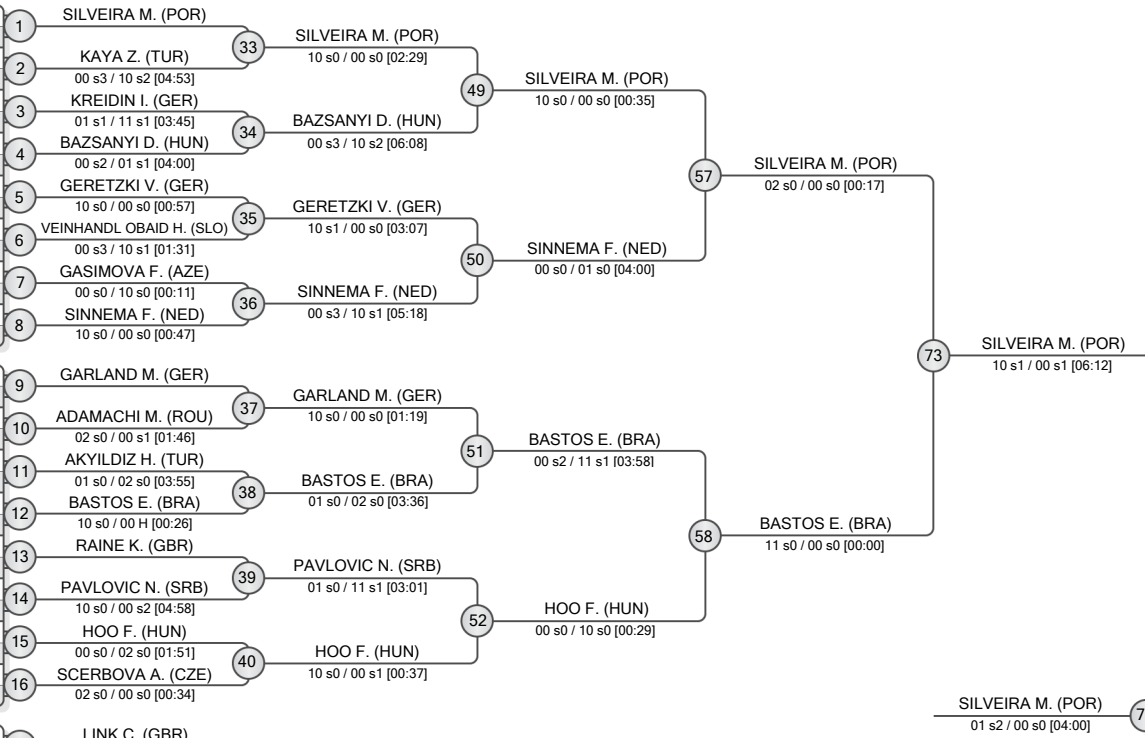 1
SILVEIRA M. (POR)
2
KAYA Z. (TUR)
00 s3 / 10 s2 [04:53]
3
KREIDIN I. (GER)
01 s1 / 11 s1 [03:45]
4
BAZSANYI D. (HUN)
00 s2 / 01 s1 [04:00]
5
GERETZKI V. (GER)
10 s0 / 00 s0 [00:57]
6
VEINHANDL OBAID H. (SLO)
00 s3 / 10 s1 [01:31]
7
GASIMOVA F. (AZE)
00 s0 / 10 s0 [00:11]
8
SINNEMA F. (NED)
10 s0 / 00 s0 [00:47]
9
GARLAND M. (GER)
10
ADAMACHI M. (ROU)
02 s0 / 00 s1 [01:46]
11
AKYILDIZ H. (TUR)
01 s0 / 02 s0 [03:55]
12
BASTOS E. (BRA)
10 s0 / 00 H [00:26]
13
RAINE K. (GBR)
14
PAVLOVIC N. (SRB)
10 s0 / 00 s2 [04:58]
15
HOO F. (HUN)
00 s0 / 02 s0 [01:51]
16
SCERBOVA A. (CZE)
02 s0 / 00 s0 [00:34]
LINK C. (GBR)
33
SILVEIRA M. (POR)
10 s0 / 00 s0 [02:29]
34
BAZSANYI D. (HUN)
00 s3 / 10 s2 [06:08]
35
GERETZKI V. (GER)
10 s1 / 00 s0 [03:07]
36
SINNEMA F. (NED)
00 s3 / 10 s1 [05:18]
37
GARLAND M. (GER)
10 s0 / 00 s0 [01:19]
38
BASTOS E. (BRA)
01 s0 / 02 s0 [03:36]
39
PAVLOVIC N. (SRB)
01 s0 / 11 s1 [03:01]
40
HOO F. (HUN)
10 s0 / 00 s1 [00:37]
49
SILVEIRA M. (POR)
10 s0 / 00 s0 [00:35]
50
SINNEMA F. (NED)
00 s0 / 01 s0 [04:00]
51
BASTOS E. (BRA)
00 s2 / 11 s1 [03:58]
52
HOO F. (HUN)
00 s0 / 10 s0 [00:29]
57
SILVEIRA M. (POR)
02 s0 / 00 s0 [00:17]
58
BASTOS E. (BRA)
11 s0 / 00 s0 [00:00]
73
SILVEIRA M. (POR)
10 s1 / 00 s1 [06:12]
SILVEIRA M. (POR)
01 s2 / 00 s0 [04:00]